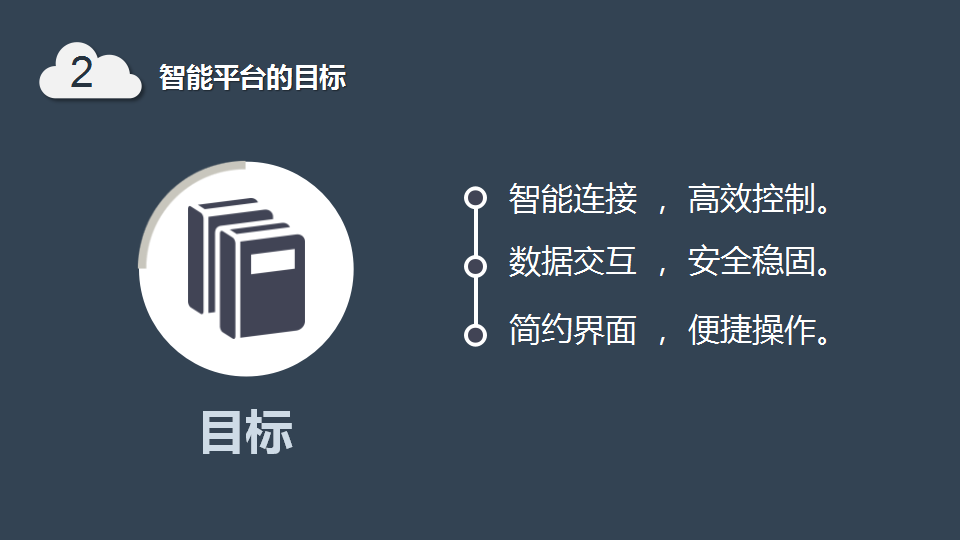 2
智能平台的目标
智能连接 ，高效控制。
数据交互 ，安全稳固。
简约界面 ，便捷操作。
目标